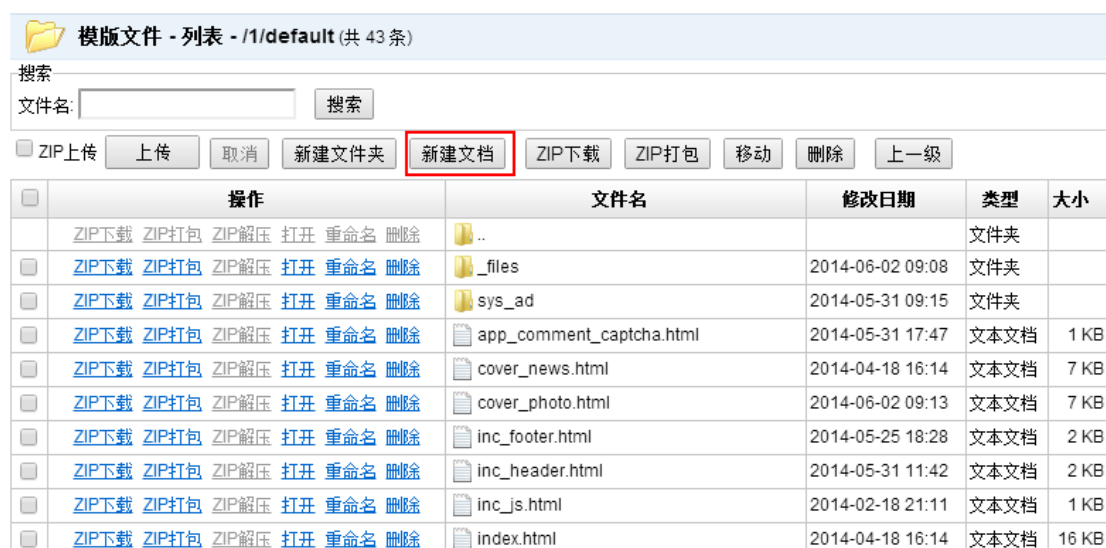 模版文件 - 列表 - /1/default (共 43 条)
搜索
文件名: 搜索
ZIP上传 上传 取消 新建文件夹 新建文档 ZIP下载 ZIP打包 移动 删除 上一级
操作 文件名 修改日期 类型 大小
ZIP下载 ZIP打包 ZIP解压 打开 重命名 删除 .. 文件夹
ZIP下载 ZIP打包 ZIP解压 打开 重命名 删除 _files 2014-06-02 09:08 文件夹
ZIP下载 ZIP打包 ZIP解压 打开 重命名 删除 sys_ad 2014-05-31 09:15 文件夹
ZIP下载 ZIP打包 ZIP解压 打开 重命名 删除 app_comment_captcha.html 2014-05-31 17:47 文本文档 1 KB
ZIP下载 ZIP打包 ZIP解压 打开 重命名 删除 cover_news.html 2014-04-18 16:14 文本文档 7 KB
ZIP下载 ZIP打包 ZIP解压 打开 重命名 删除 cover_photo.html 2014-06-02 09:13 文本文档 7 KB
ZIP下载 ZIP打包 ZIP解压 打开 重命名 删除 inc_footer.html 2014-05-25 18:28 文本文档 2 KB
ZIP下载 ZIP打包 ZIP解压 打开 重命名 删除 inc_header.html 2014-05-31 11:42 文本文档 2 KB
ZIP下载 ZIP打包 ZIP解压 打开 重命名 删除 inc_js.html 2014-02-18 21:11 文本文档 1 KB
ZIP下载 ZIP打包 ZIP解压 打开 重命名 删除 index.html 2014-04-18 16:14 文本文档 16 KB